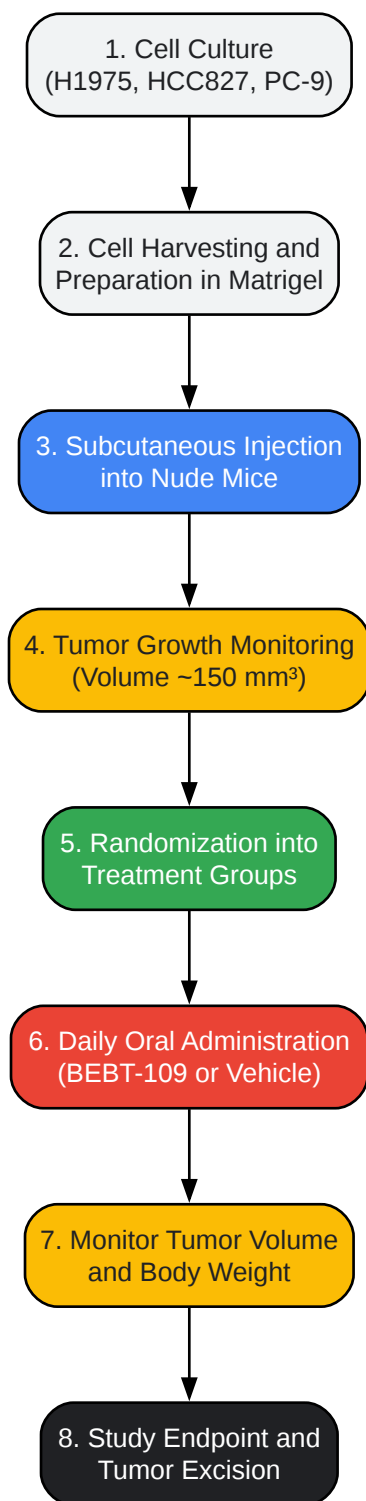 1. Cell Culture
(H1975, HCC827, PC-9)
2. Cell Harvesting and
Preparation in Matrigel
3. Subcutaneous Injection
into Nude Mice
4. Tumor Growth Monitoring
(Volume ~150 mm³)
5. Randomization into
Treatment Groups
6. Daily Oral Administration
(BEBT-109 or Vehicle)
7. Monitor Tumor Volume
and Body Weight
8. Study Endpoint and
Tumor Excision